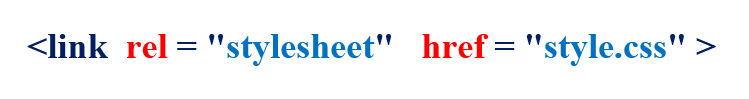 <link rel = "stylesheet" href = "style.css" >